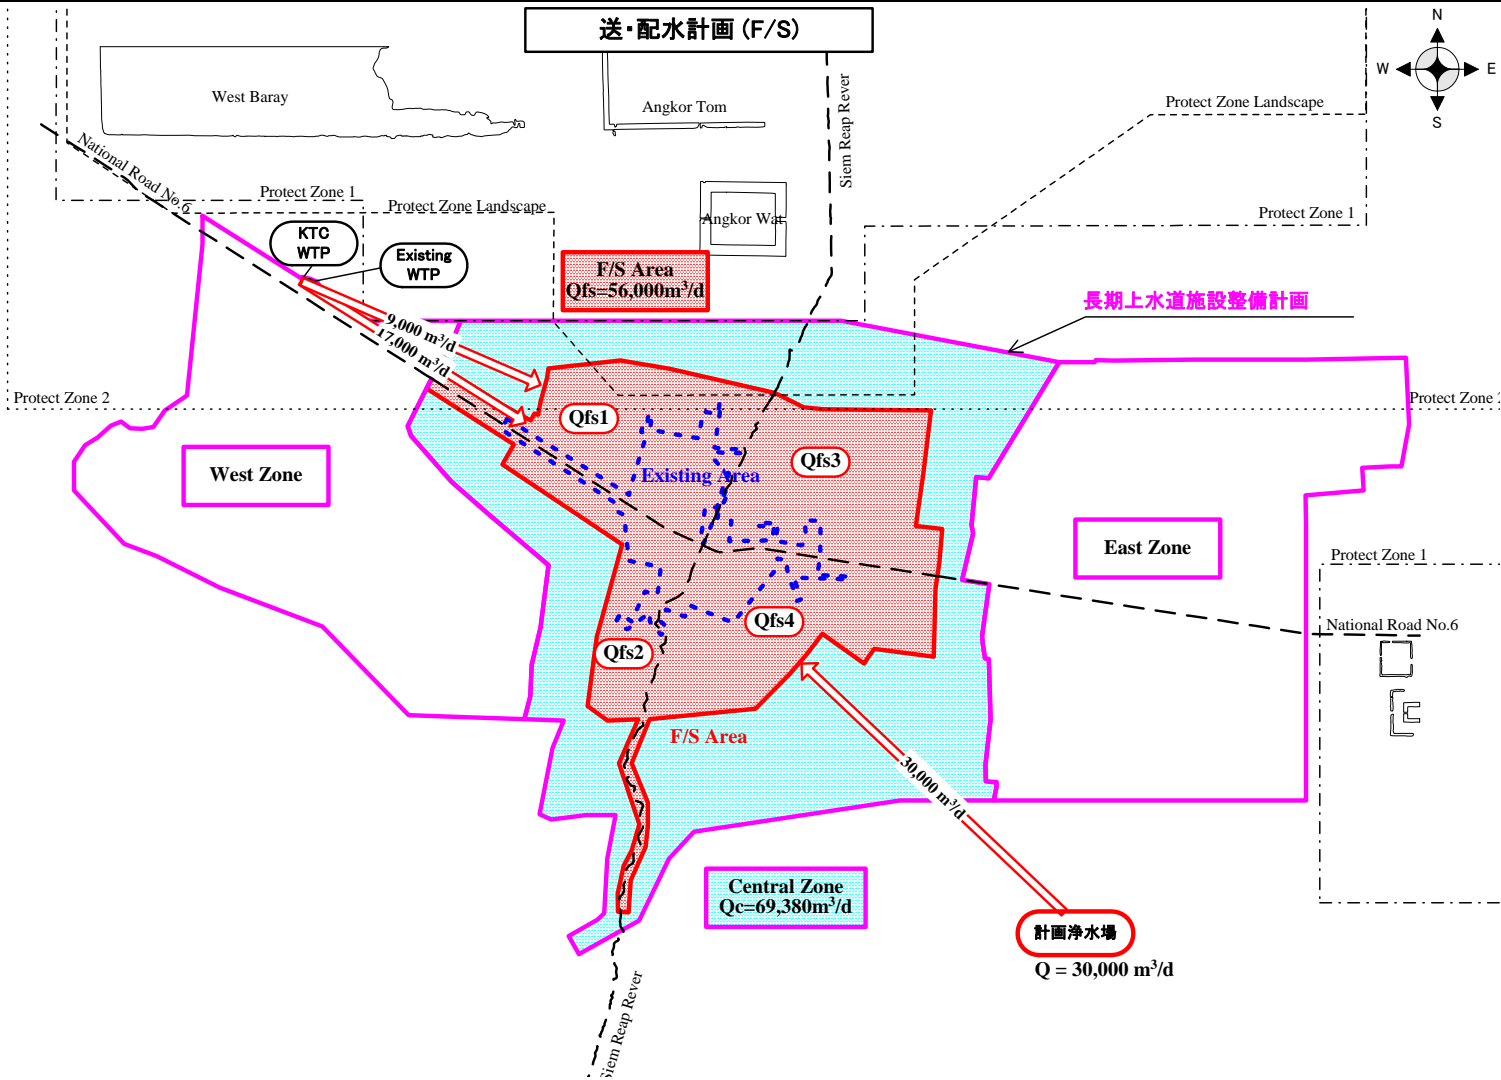 送・配水計画 (F/S)
N
W
E
S
West Baray
Angkor Tom
Siem Reap Rever
Protect Zone Landscape
National Road No.6
Protect Zone 1
Protect Zone Landscape
Angkor Wat
Protect Zone 1
KTC
WTP
Existing
WTP
F/S Area
Qfs=56,000m³/d
長期上水道施設整備計画
9,000 m³/d
17,000 m³/d
Protect Zone 2
Protect Zone 2
Qfs1
Qfs3
West Zone
Existing Area
East Zone
Protect Zone 1
Qfs4
National Road No.6
Qfs2
F/S Area
30,000 m³/d
Central Zone
Qc=69,380m³/d
計画浄水場
Q = 30,000 m³/d
Siem Reap Rever